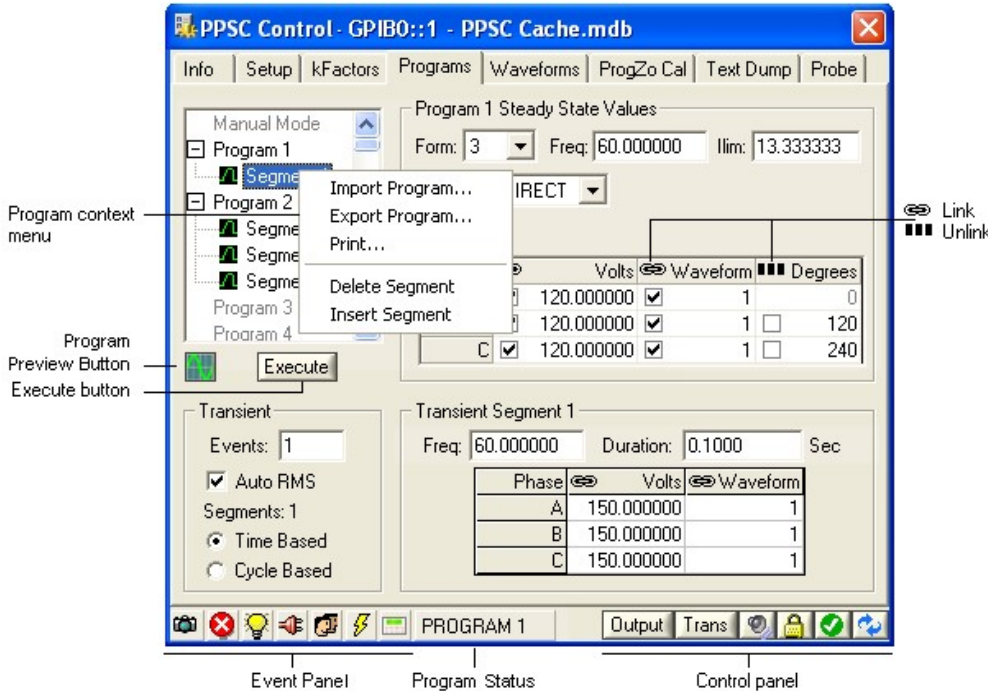 PPSC Control - GPIB0::1 - PPSC Cache.mdb
Info Setup kFactors Programs Waveforms ProgZo Cal Text Dump Probe
Manual Mode
Program 1
Segme
Program 2
Segme
Segme
Segme
Program 3
Program 4
Program 1 Steady State Values
Form: 3 Freq: 60.000000 Ilim: 13.333333
IRECT
Import Program...
Export Program...
Print...
Delete Segment
Insert Segment
Volts Waveform Degrees
120.000000 1 0
120.000000 1 120
C 120.000000 1 240
Program context
menu
Link
Unlink
Program
Preview Button
Execute button
Execute
Transient
Events: 1
Auto RMS
Segments: 1
Time Based
Cycle Based
Transient Segment 1
Freq: 60.000000 Duration: 0.1000 Sec
Phase Volts Waveform
A 150.000000 1
B 150.000000 1
C 150.000000 1
PROGRAM 1 Output Trans
Event Panel Program Status Control panel